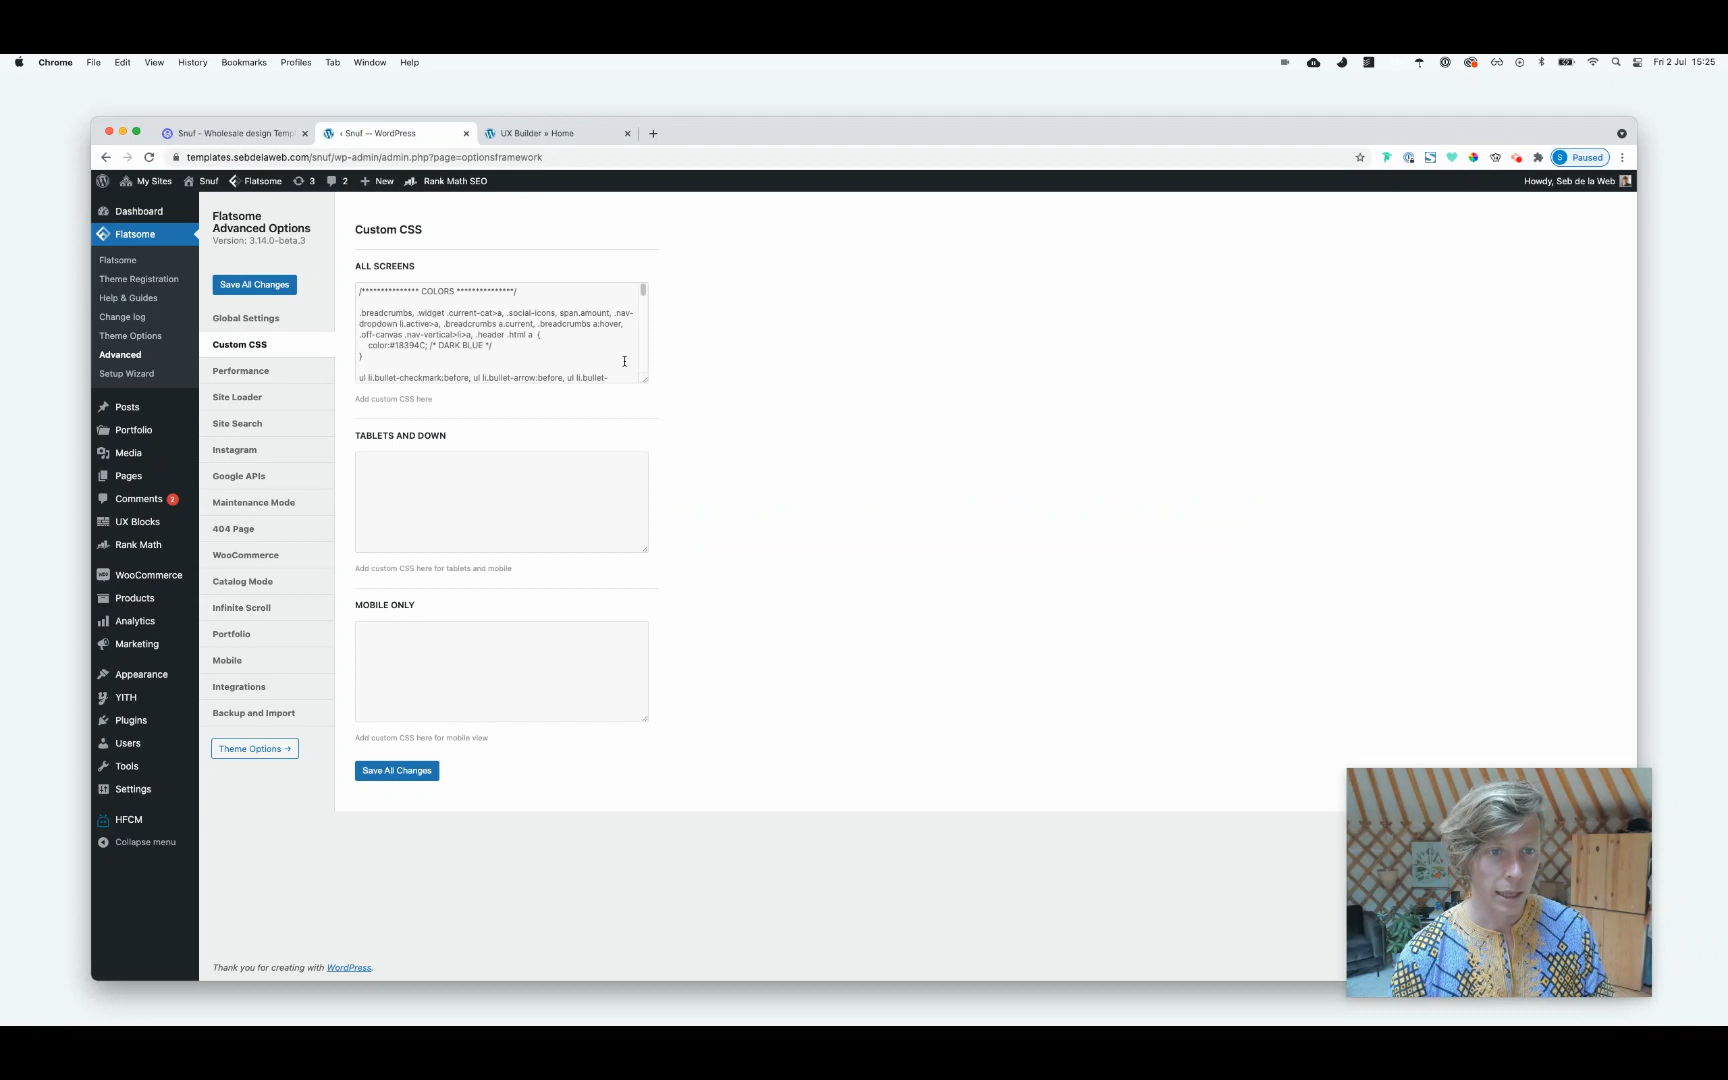 Chrome File Edit View History Bookmarks Profiles Tab Window Help Fri 2 Jul 15:25
Snuf - Wholesale design Templ ‹ Snuf — WordPress UX Builder » Home
templates.sebdelaweb.com/snuf/wp-admin/admin.php?page=optionsframework S Paused
My Sites Snuf Flatsome 3 2 New Rank Math SEO Howdy, Seb de la Web
Dashboard
Flatsome
Flatsome
Theme Registration
Help & Guides
Change log
Theme Options
Advanced
Setup Wizard
Posts
Portfolio
Media
Pages
Comments 2
UX Blocks
Rank Math
WooCommerce
Products
Analytics
Marketing
Appearance
YITH
Plugins
Users
Tools
Settings
HFCM
Collapse menu
Flatsome
Advanced Options
Version: 3.14.0-beta.3
Save All Changes
Global Settings
Custom CSS
Performance
Site Loader
Site Search
Instagram
Google APIs
Maintenance Mode
404 Page
WooCommerce
Catalog Mode
Infinite Scroll
Portfolio
Mobile
Integrations
Backup and Import
Theme Options →
Custom CSS
ALL SCREENS
/*************** COLORS ***************/
.breadcrumbs, .widget .current-cat>a, .social-icons, span.amount, .nav-
dropdown li.active>a, .breadcrumbs a.current, .breadcrumbs a:hover,
.off-canvas .nav-vertical>li>a, .header .html a {
color:#18394C; /* DARK BLUE */
}
ul li.bullet-checkmark:before, ul li.bullet-arrow:before, ul li.bullet-
Add custom CSS here
TABLETS AND DOWN
Add custom CSS here for tablets and mobile
MOBILE ONLY
Add custom CSS here for mobile view
Save All Changes
Thank you for creating with WordPress.